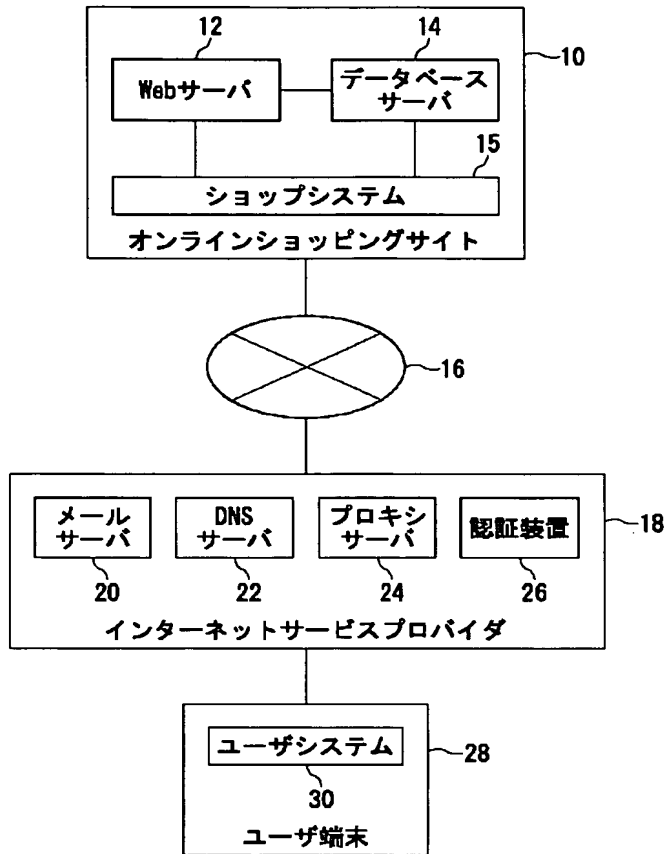 12
14
10
Webサーバ
データベース
サーバ
15
ショップシステム
オンラインショッピングサイト
16
メール
サーバ
DNS
サーバ
プロキシ
サーバ
認証装置
18
20
22
24
26
インターネットサービスプロバイダ
ユーザシステム
28
30
ユーザ端末